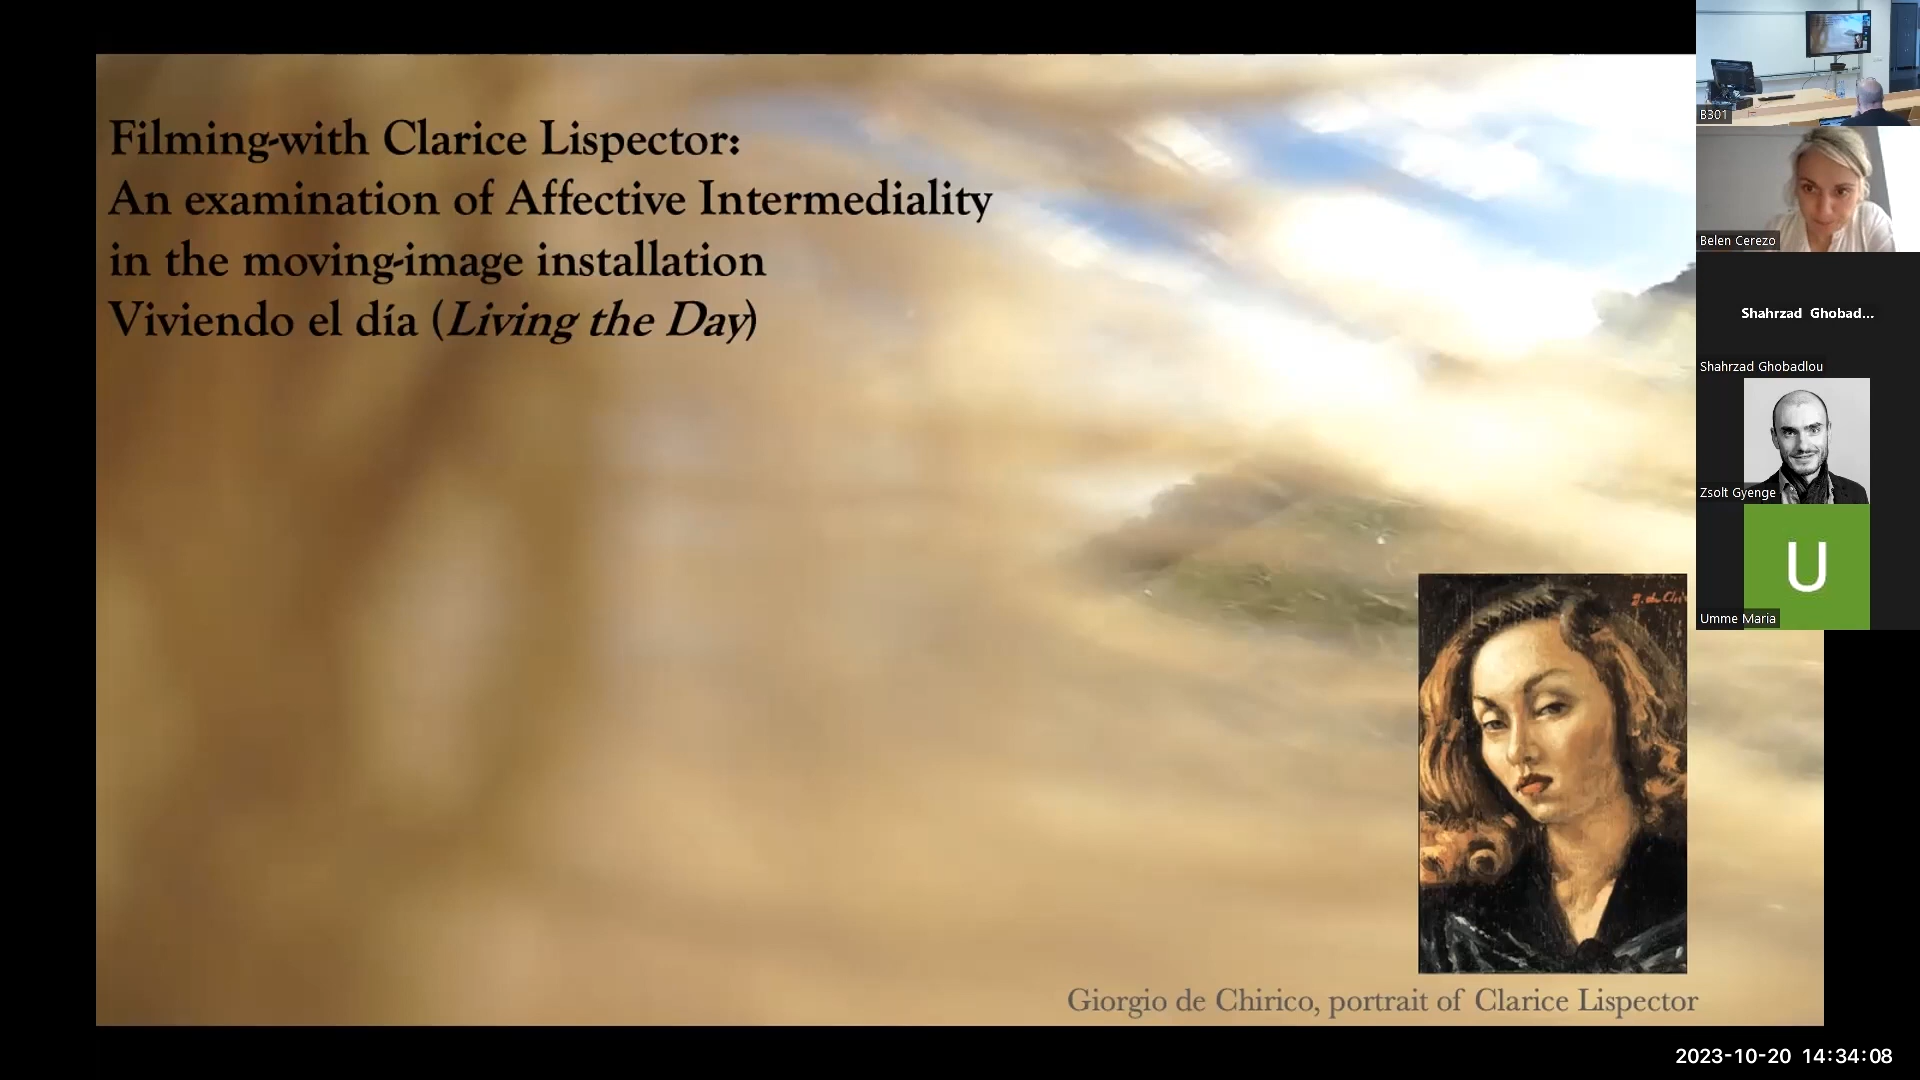 Filming-with Clarice Lispector:
An examination of Affective Intermediality
in the moving-image installation
Viviendo el día (Living the Day)
B301
Belen Cerezo
Shahrzad Ghobad...
Shahrzad Ghobadlou
Zsolt Gyenge
U
Umme Maria
Giorgio de Chirico, portrait of Clarice Lispector
2023-10-20 14:34:08